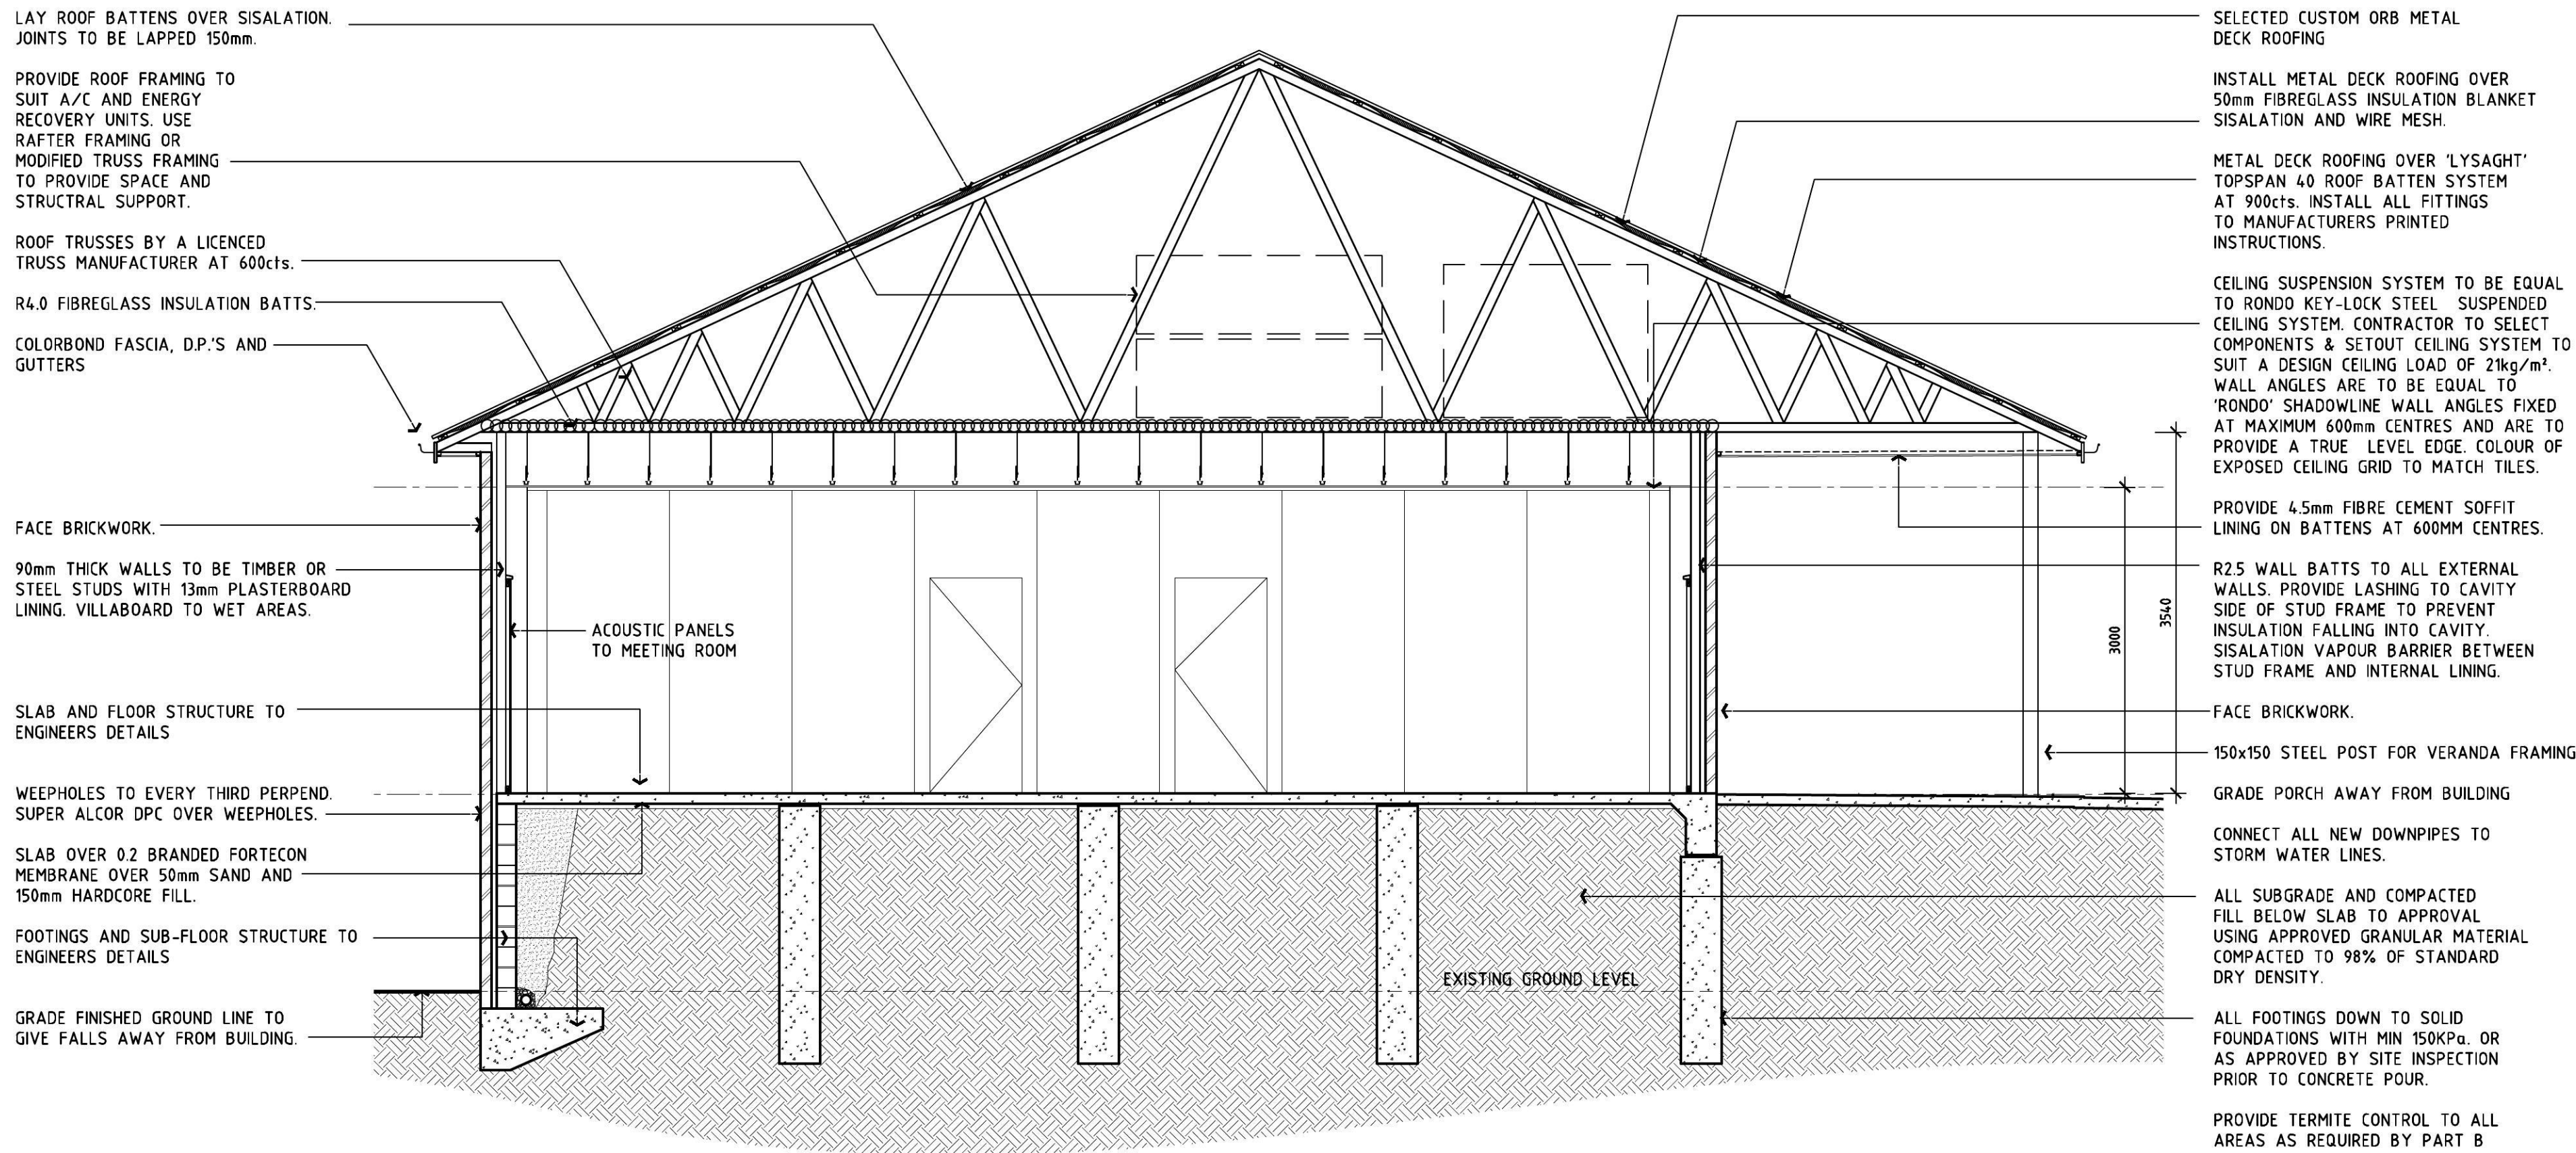 LAY ROOF BATTENS OVER SISALATION.
JOINTS TO BE LAPPED 150mm.
PROVIDE ROOF FRAMING TO
SUIT A/C AND ENERGY
RECOVERY UNITS. USE
RAFTER FRAMING OR
MODIFIED TRUSS FRAMING
TO PROVIDE SPACE AND
STRUCTRAL SUPPORT.
ROOF TRUSSES BY A LICENCED
TRUSS MANUFACTURER AT 600cts.
R4.0 FIBREGLASS INSULATION BATTS.
COLORBOND FASCIA, D.P.'S AND
GUTTERS
FACE BRICKWORK.
90mm THICK WALLS TO BE TIMBER OR
STEEL STUDS WITH 13mm PLASTERBOARD
LINING. VILLABOARD TO WET AREAS.
SLAB AND FLOOR STRUCTURE TO
ENGINEERS DETAILS
WEEPHOLES TO EVERY THIRD PERPEND.
SUPER ALCOR DPC OVER WEEPHOLES.
SLAB OVER 0.2 BRANDED FORTECON
MEMBRANE OVER 50mm SAND AND
150mm HARDCORE FILL.
FOOTINGS AND SUB-FLOOR STRUCTURE TO
ENGINEERS DETAILS
GRADE FINISHED GROUND LINE TO
GIVE FALLS AWAY FROM BUILDING.
ACOUSTIC PANELS
TO MEETING ROOM
EXISTING GROUND LEVEL
3000
3540
SELECTED CUSTOM ORB METAL
DECK ROOFING
INSTALL METAL DECK ROOFING OVER
50mm FIBREGLASS INSULATION BLANKET
SISALATION AND WIRE MESH.
METAL DECK ROOFING OVER 'LYSAGHT'
TOPSPAN 40 ROOF BATTEN SYSTEM
AT 900cts. INSTALL ALL FITTINGS
TO MANUFACTURERS PRINTED
INSTRUCTIONS.
CEILING SUSPENSION SYSTEM TO BE EQUAL
TO RONDO KEY-LOCK STEEL SUSPENDED
CEILING SYSTEM. CONTRACTOR TO SELECT
COMPONENTS & SETOUT CEILING SYSTEM TO
SUIT A DESIGN CEILING LOAD OF 21kg/m².
WALL ANGLES ARE TO BE EQUAL TO
'RONDO' SHADOWLINE WALL ANGLES FIXED
AT MAXIMUM 600mm CENTRES AND ARE TO
PROVIDE A TRUE LEVEL EDGE. COLOUR OF
EXPOSED CEILING GRID TO MATCH TILES.
PROVIDE 4.5mm FIBRE CEMENT SOFFIT
LINING ON BATTENS AT 600MM CENTRES.
R2.5 WALL BATTS TO ALL EXTERNAL
WALLS. PROVIDE LASHING TO CAVITY
SIDE OF STUD FRAME TO PREVENT
INSULATION FALLING INTO CAVITY.
SISALATION VAPOUR BARRIER BETWEEN
STUD FRAME AND INTERNAL LINING.
FACE BRICKWORK.
150x150 STEEL POST FOR VERANDA FRAMING
GRADE PORCH AWAY FROM BUILDING
CONNECT ALL NEW DOWNPIPES TO
STORM WATER LINES.
ALL SUBGRADE AND COMPACTED
FILL BELOW SLAB TO APPROVAL
USING APPROVED GRANULAR MATERIAL
COMPACTED TO 98% OF STANDARD
DRY DENSITY.
ALL FOOTINGS DOWN TO SOLID
FOUNDATIONS WITH MIN 150KPa. OR
AS APPROVED BY SITE INSPECTION
PRIOR TO CONCRETE POUR.
PROVIDE TERMITE CONTROL TO ALL
AREAS AS REQUIRED BY PART B